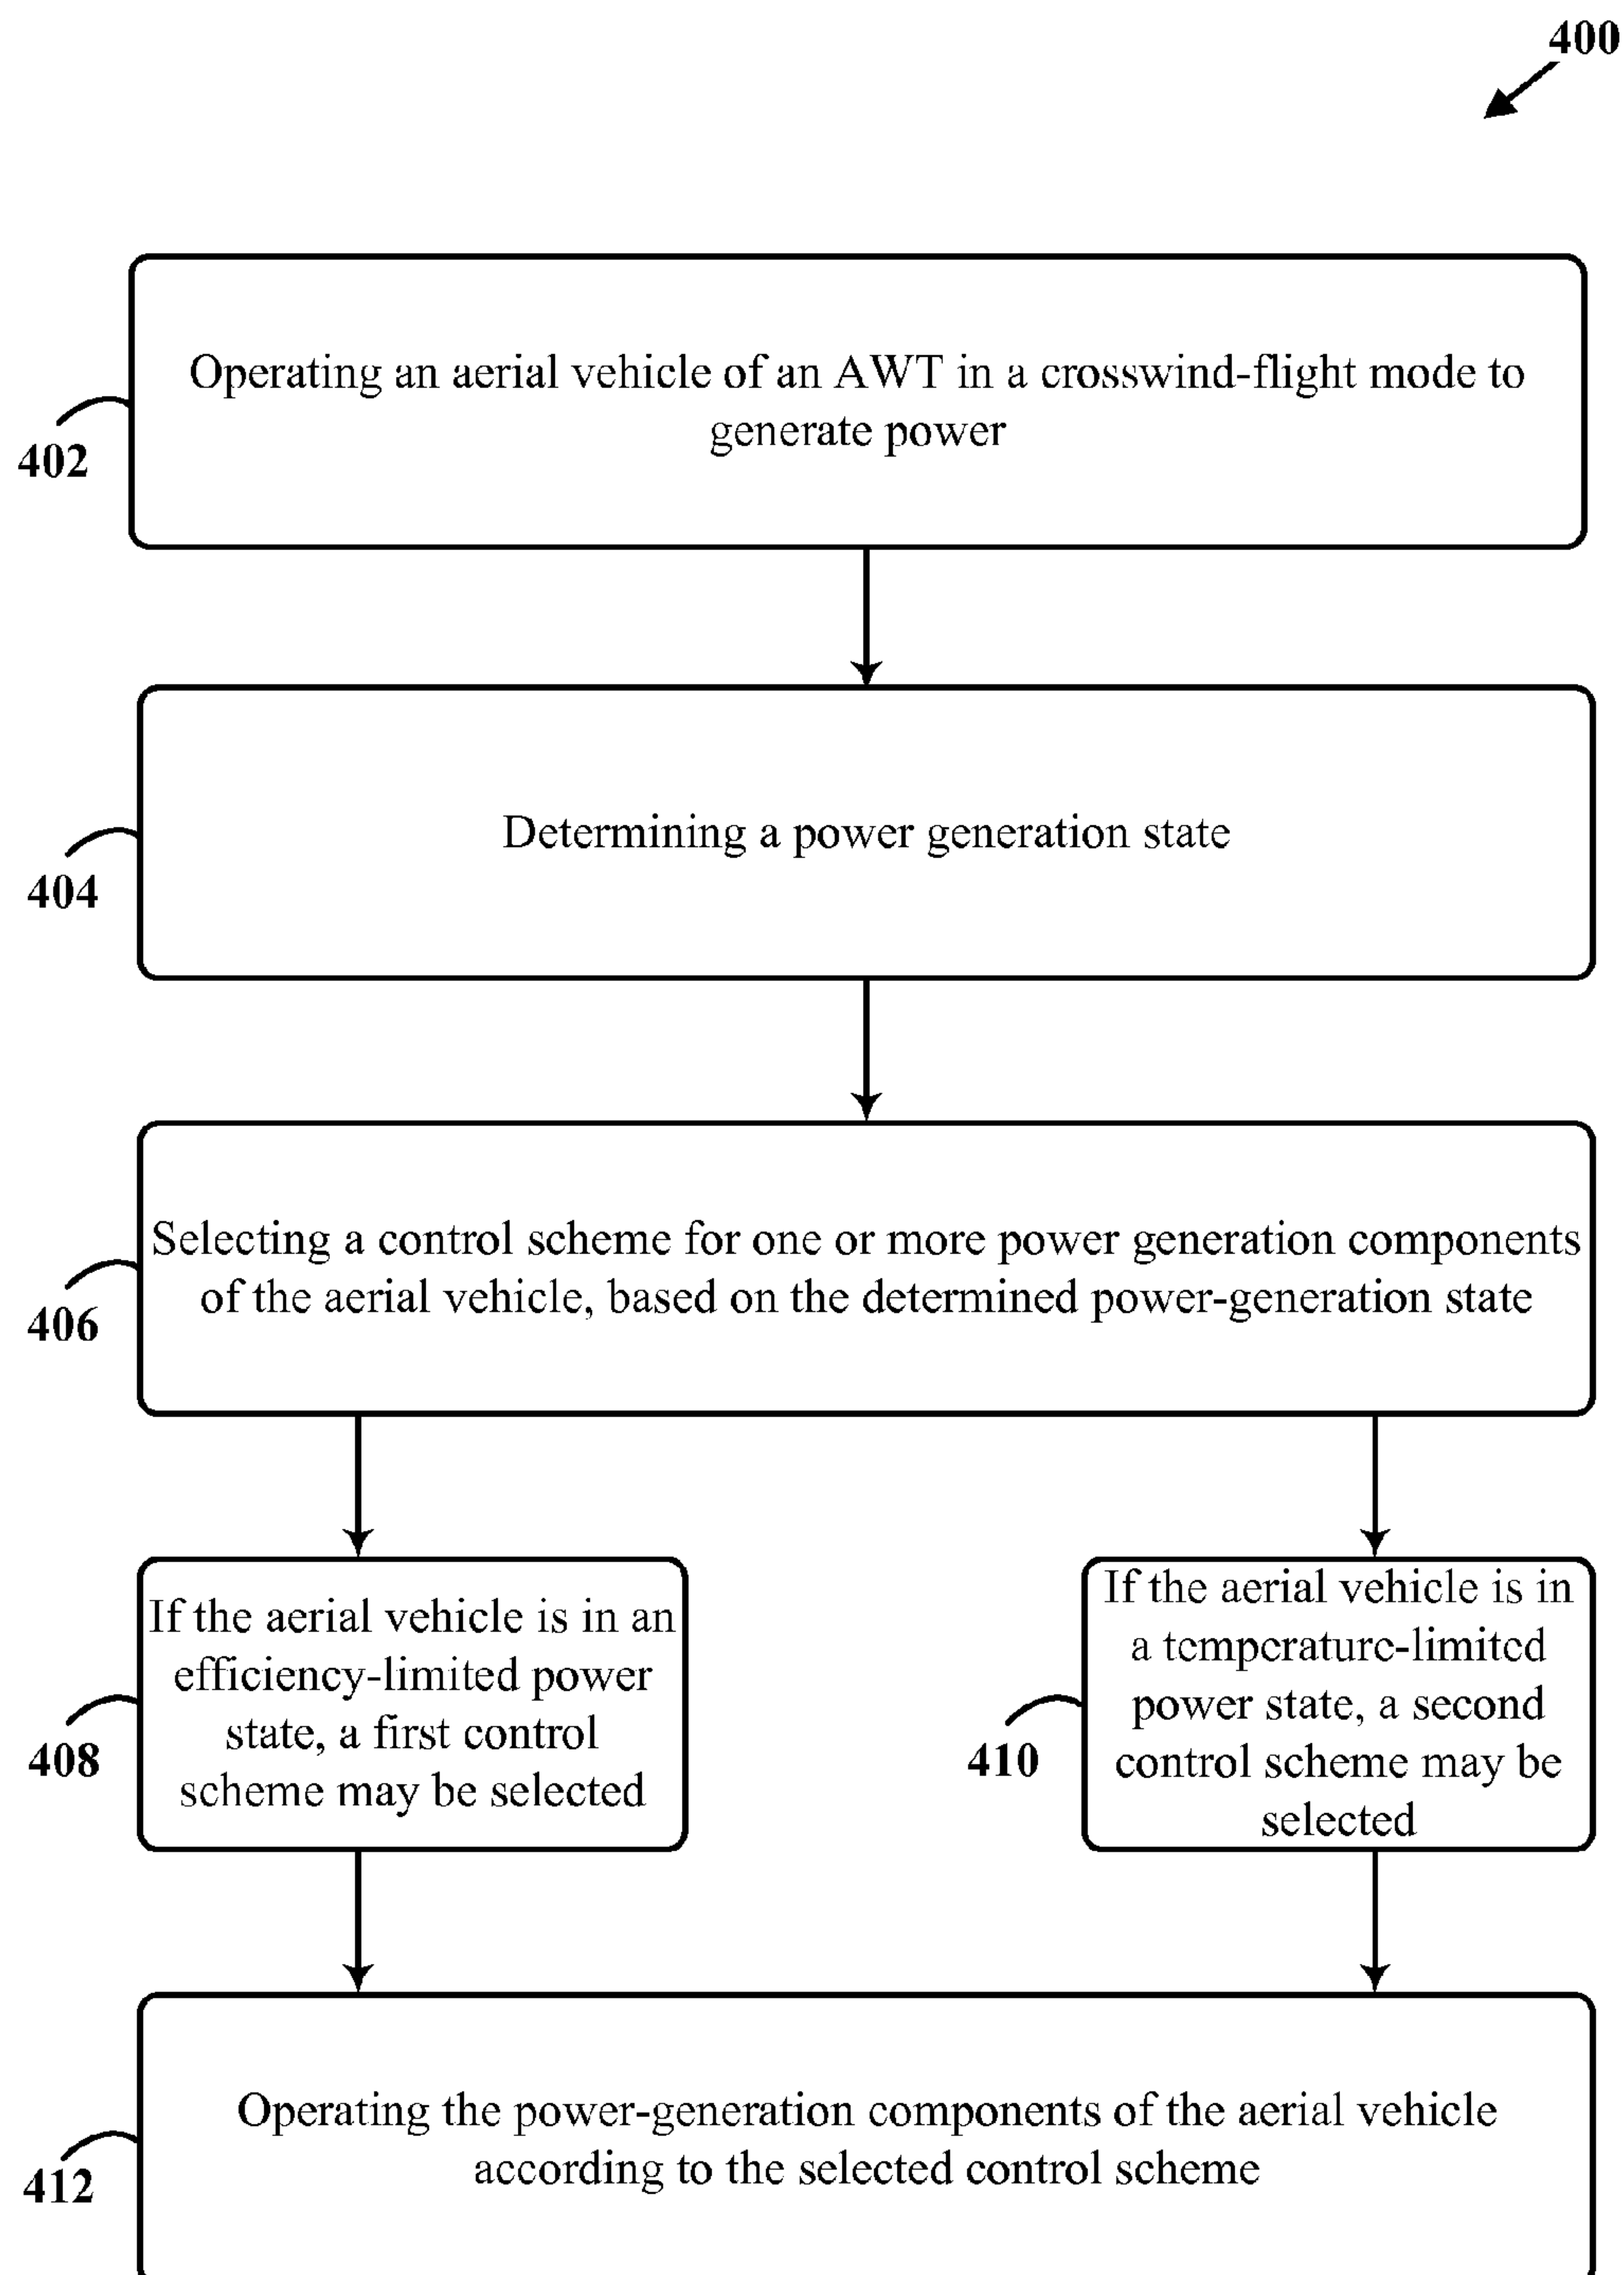 400
Operating an aerial vehicle of an AWT in a crosswind-flight mode to
generate power
402
Determining a power generation state
404
Selecting a control scheme for one or more power generation components
of the aerial vehicle, based on the determined power-generation state
406
If the aerial vehicle is in an
efficiency-limited power
state, a first control
scheme may be selected
408
If the aerial vehicle is in
a temperature-limited
power state, a second
control scheme may be
selected
410
Operating the power-generation components of the aerial vehicle
according to the selected control scheme
412